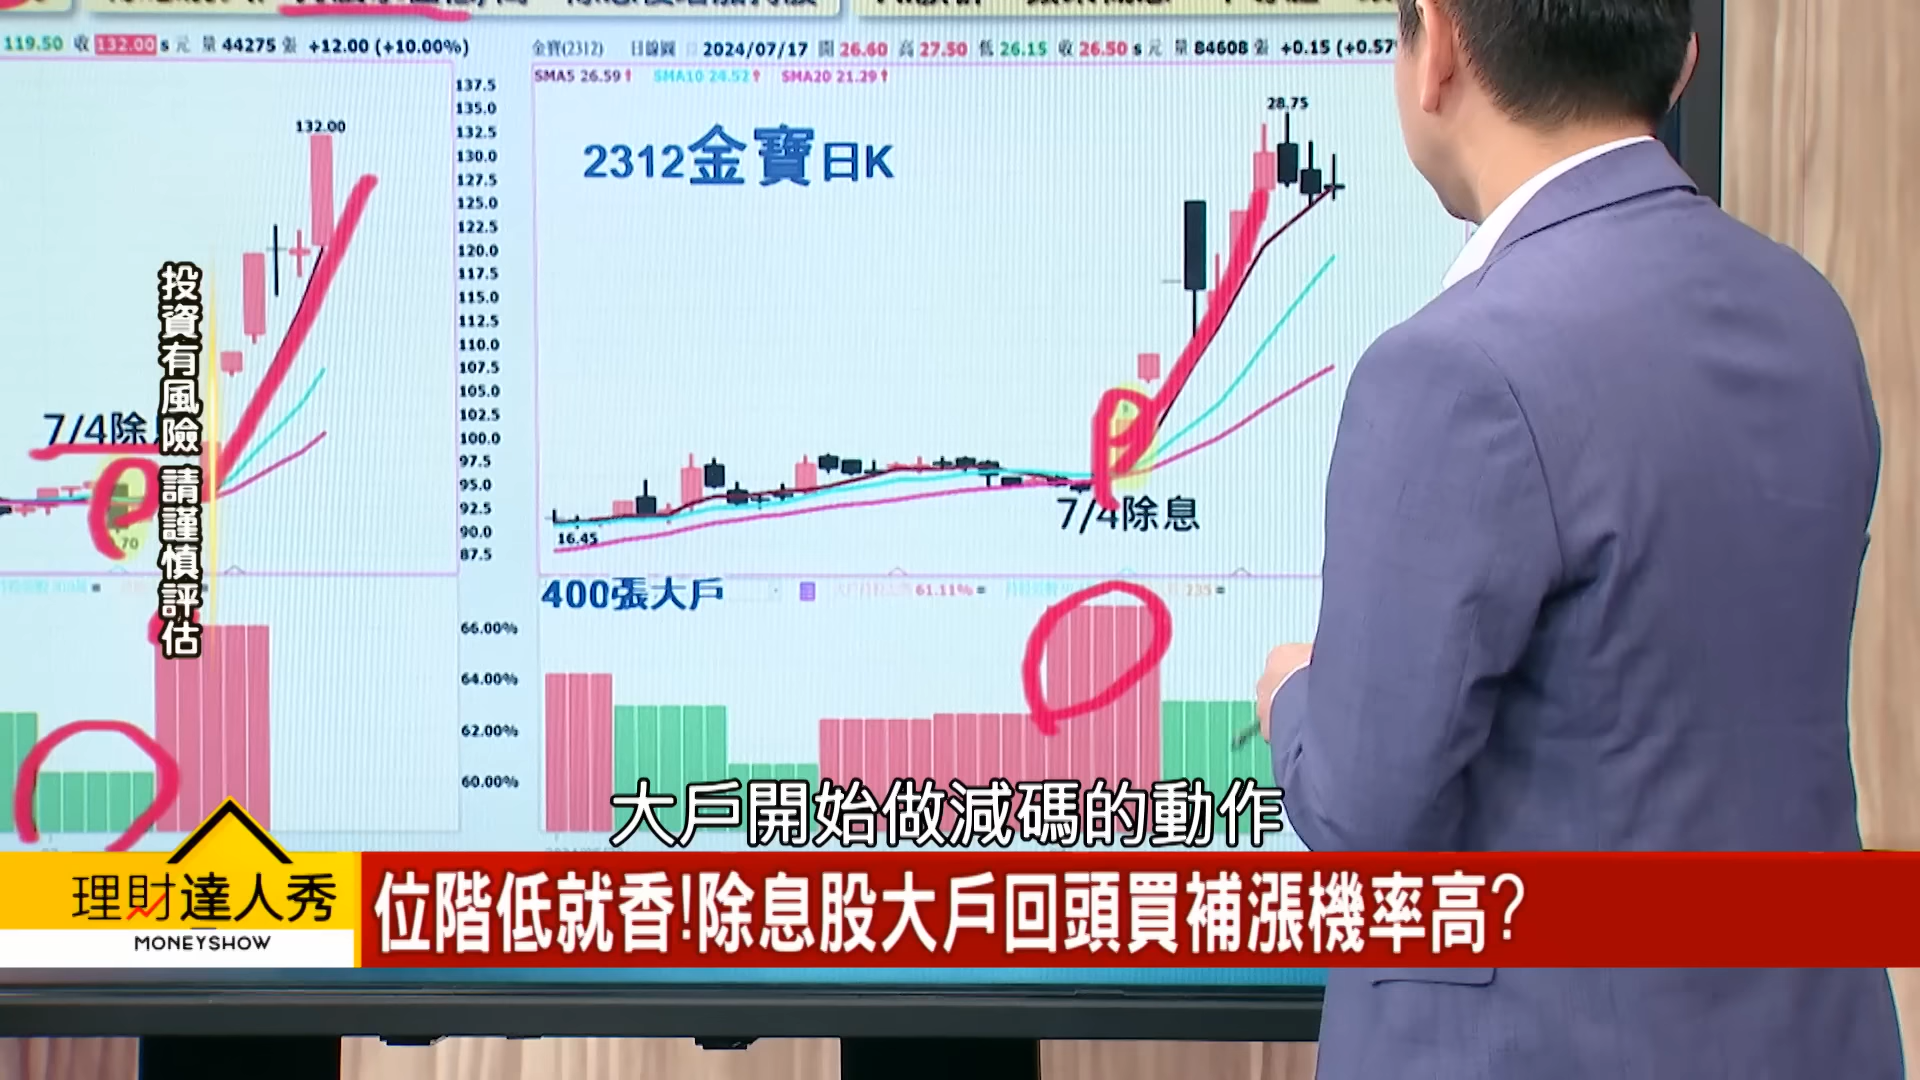 119.50 收 132.00 s 元 量 44275 張 +12.00 (+10.00%)
金寶(2312) 日線圖 2024/07/17 開 26.60 高 27.50 低 26.15 收 26.50 s 元 量 84608 張 +0.15 (+0.57
SMA5 26.59 SMA10 24.52 SMA20 21.29
137.5
135.0
132.5
130.0
127.5
125.0
122.5
120.0
117.5
115.0
112.5
110.0
107.5
105.0
102.5
100.0
97.5
95.0
92.5
90.0
87.5
132.00
28.75
2312金寶日K
投資有風險 請謹慎評估
7/4除
.70
16.45
7/4除息
400張大戶
61.11%
235
66.00%
64.00%
62.00%
60.00%
大戶開始做減碼的動作
理財達人秀
MONEYSHOW
位階低就香!除息股大戶回頭買補漲機率高?